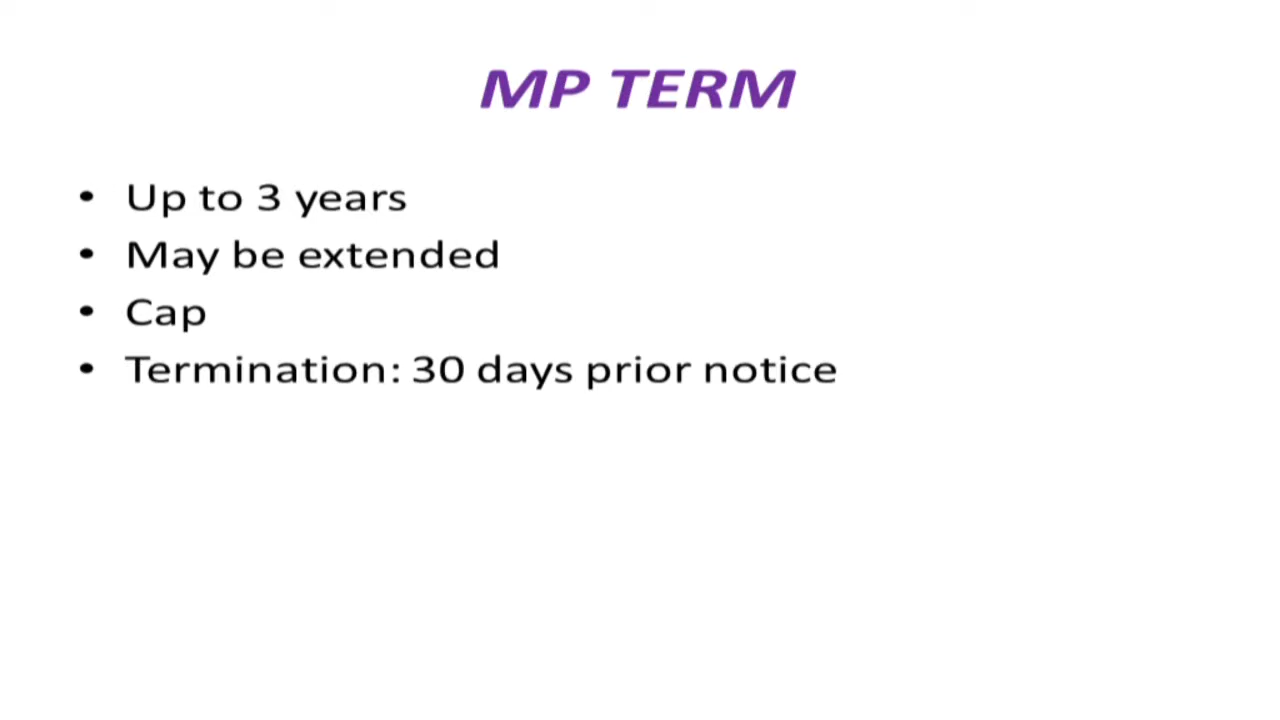 MP TERM
• Up to 3 years
• May be extended
• Cap
• Termination: 30 days prior notice